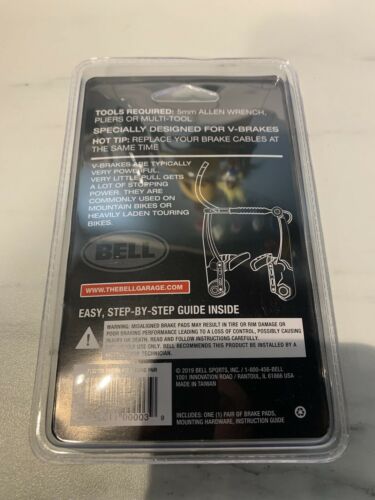 TOOLS REQUIRED: 5mm ALLEN WRENCH,
PLIERS OR MULTI-TOOL
SPECIALLY DESIGNED FOR V-BRAKES
HOT TIP: REPLACE YOUR BRAKE CABLES AT
THE SAME TIME
V-BRAKES ARE TYPICALLY
VERY POWERFUL.
VERY LITTLE PULL GETS
A LOT OF STOPPING
POWER. THEY ARE
COMMONLY USED ON
MOUNTAIN BIKES OR
HEAVILY LADEN TOURING
BIKES.
BELL
WWW.THEBELLGARAGE.COM
EASY, STEP-BY-STEP GUIDE INSIDE
WARNING: MISALIGNED BRAKE PADS MAY RESULT IN TIRE OR RIM DAMAGE OR
POOR BRAKING PERFORMANCE LEADING TO A LOSS OF CONTROL, POSSIBLY CAUSING
INJURY OR DEATH. READ AND FOLLOW INSTRUCTIONS CAREFULLY.
BELL RECOMMENDS THIS PRODUCT BE INSTALLED BY A
TECHNICIAN.
© 2019 BELL SPORTS, INC. / 1-800-456-BELL
1001 INNOVATION ROAD / RANTOUL, IL 61866 USA
MADE IN TAIWAN
INCLUDES: ONE (1) PAIR OF BRAKE PADS,
MOUNTING HARDWARE, INSTRUCTION GUIDE